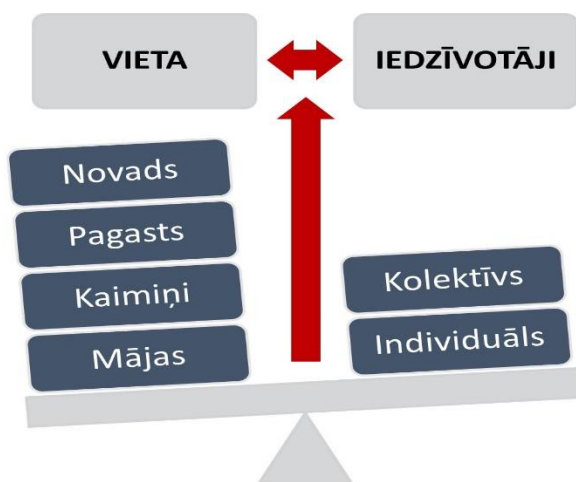 VIETA
IEDZĪVOTĀJI
Novads
Pagasts
Kaimiņi
Mājas
Kolektīvs
Individuāls